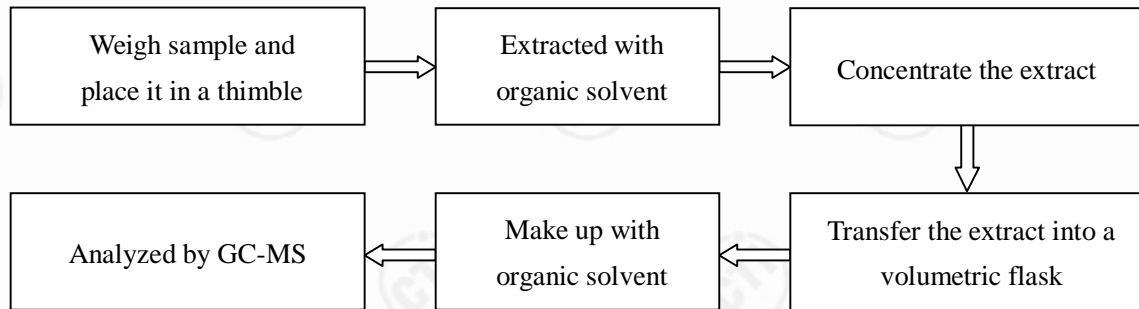 Weigh sample and
place it in a thimble
Extracted with
organic solvent
Concentrate the extract
Transfer the extract into a
volumetric flask
Make up with
organic solvent
Analyzed by GC-MS